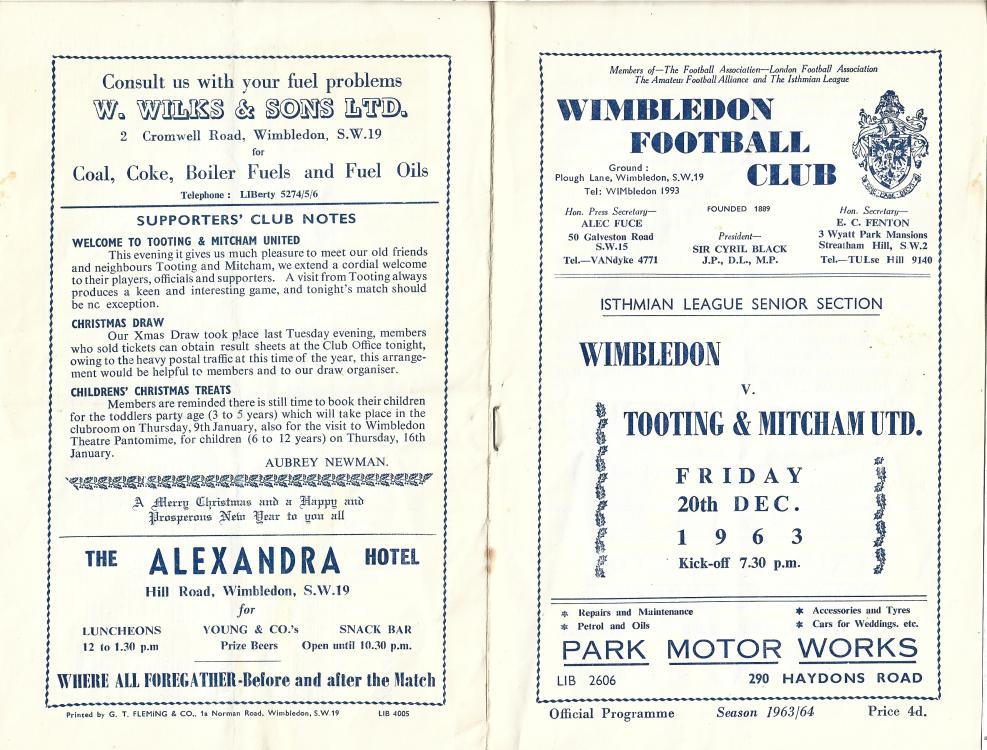 Consult us with your fuel problems
W. WILKS & SONS LTD.
2 Cromwell Road, Wimbledon, S.W.19
for
Coal, Coke, Boiler Fuels and Fuel Oils
Telephone : LIBerty 5274/5/6
SUPPORTERS' CLUB NOTES
WELCOME TO TOOTING & MITCHAM UNITED
This evening it gives us much pleasure to meet our old friends
and neighbours Tooting and Mitcham, we extend a cordial welcome
to their players, officials and supporters. A visit from Tooting always
produces a keen and interesting game, and tonight's match should
be nc exception.
CHRISTMAS DRAW
Our Xmas Draw took place last Tuesday evening, members
who sold tickets can obtain result sheets at the Club Office tonight,
owing to the heavy postal traffic at this time of the year, this arrange-
ment would be helpful to members and to our draw organiser.
CHILDRENS' CHRISTMAS TREATS
Members are reminded there is still time to book their children
for the toddlers party age (3 to 5 years) which will take place in the
clubroom on Thursday, 9th January, also for the visit to Wimbledon
Theatre Pantomime, for children (6 to 12 years) on Thursday, 16th
January.
AUBREY NEWMAN.
A Merry Christmas and a Happy and
Prosperous New Year to you all
THE ALEXANDRA HOTEL
Hill Road, Wimbledon, S.W.19
for
LUNCHEONS YOUNG & CO.'s SNACK BAR
12 to 1.30 p.m Prize Beers Open until 10.30 p.m.
WHERE ALL FOREGATHER-Before and after the Match
Printed by G. T. FLEMING & CO., 1a Norman Road, Wimbledon, S.W.19 LIB 4005
Members of—The Football Association—London Football Association
The Amateur Football Alliance and The Isthmian League
WIMBLEDON
FOOTBALL
CLUB
Ground :
Plough Lane, Wimbledon, S.W.19
Tel: WIMbledon 1993
Hon. Press Secretary—
ALEC FUCE
50 Galveston Road
S.W.15
Tel.—VANdyke 4771
FOUNDED 1889
President—
SIR CYRIL BLACK
J.P., D.L., M.P.
Hon. Secretary—
E. C. FENTON
3 Wyatt Park Mansions
Streatham Hill, S.W.2
Tel.—TULse Hill 9140
ISTHMIAN LEAGUE SENIOR SECTION
WIMBLEDON
V.
TOOTING & MITCHAM UTD.
FRIDAY
20th DEC.
1963
Kick-off 7.30 p.m.
* Repairs and Maintenance * Accessories and Tyres
* Petrol and Oils * Cars for Weddings. etc.
PARK MOTOR WORKS
LIB 2606 290 HAYDONS ROAD
Official Programme Season 1963/64 Price 4d.